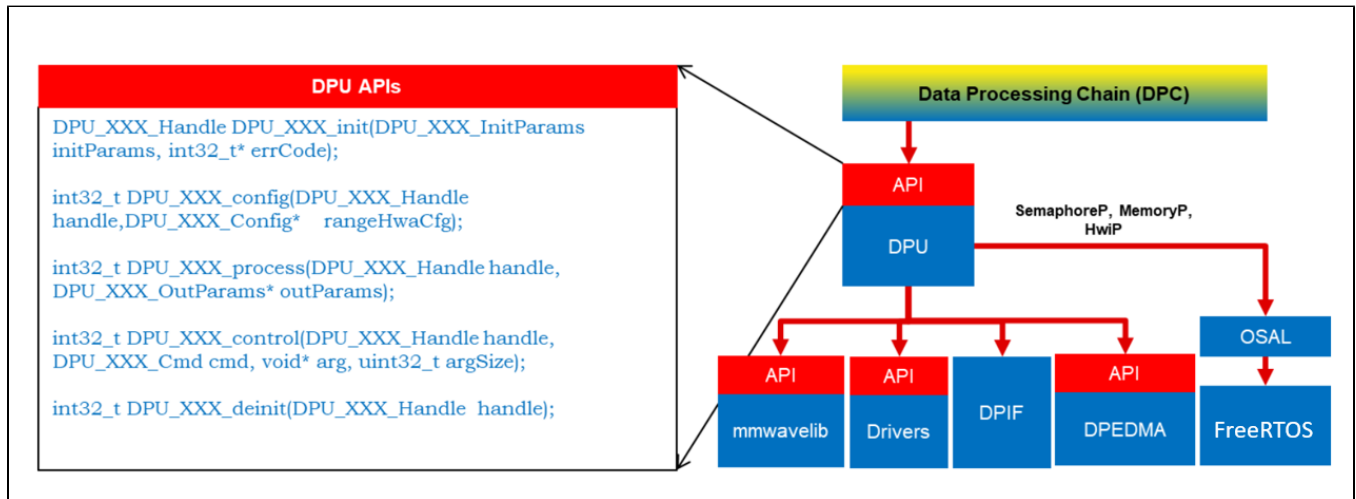 DPU APIs
DPU_XXX_Handle DPU_XXX_init(DPU_XXX_InitParams
initParams, int32_t* errCode);
int32_t DPU_XXX_config(DPU_XXX_Handle
handle,DPU_XXX_Config* rangeHwaCfg);
int32_t DPU_XXX_process(DPU_XXX_Handle handle,
DPU_XXX_OutParams* outParams);
int32_t DPU_XXX_control(DPU_XXX_Handle handle,
DPU_XXX_Cmd cmd, void* arg, uint32_t argSize);
int32_t DPU_XXX_deinit(DPU_XXX_Handle handle);
Data Processing Chain (DPC)
API
DPU
SemaphoreP, MemoryP,
HwiP
OSAL
FreeRTOS
API
mmwavelib
API
Drivers
DPIF
API
DPEDMA